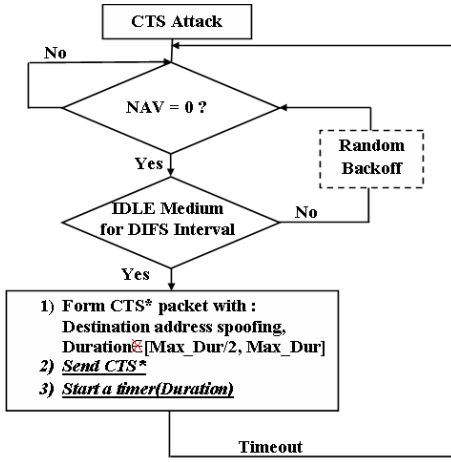 CTS Attack
No
NAV = 0 ?
Yes
Random
Backoff
IDLE Medium
for DIFS Interval
No
Yes
1) Form CTS* packet with :
Destination address spoofing,
Duration [Max_Dur/2, Max_Dur]
2) Send CTS*
3) Start a timer(Duration)
Timeout